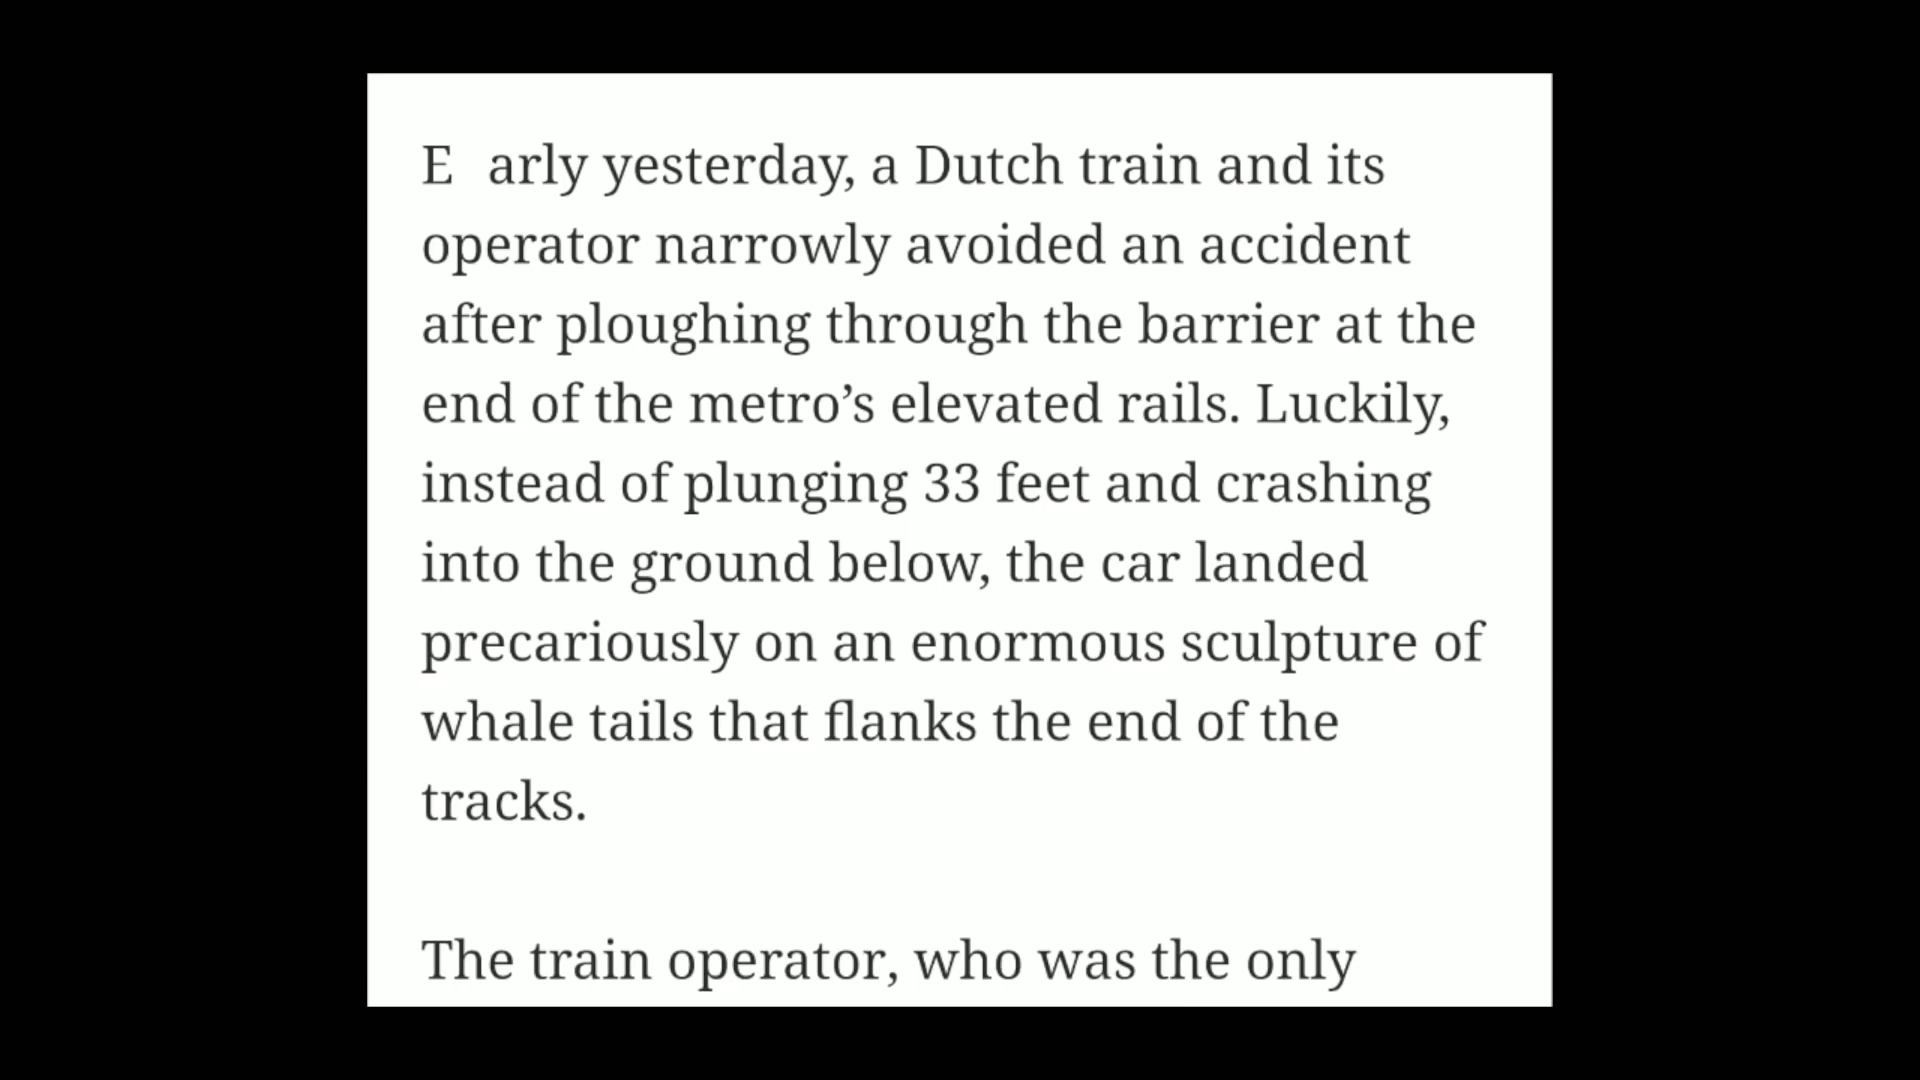 E arly yesterday, a Dutch train and its
operator narrowly avoided an accident
after ploughing through the barrier at the
end of the metro’s elevated rails. Luckily,
instead of plunging 33 feet and crashing
into the ground below, the car landed
precariously on an enormous sculpture of
whale tails that flanks the end of the
tracks.
The train operator, who was the only